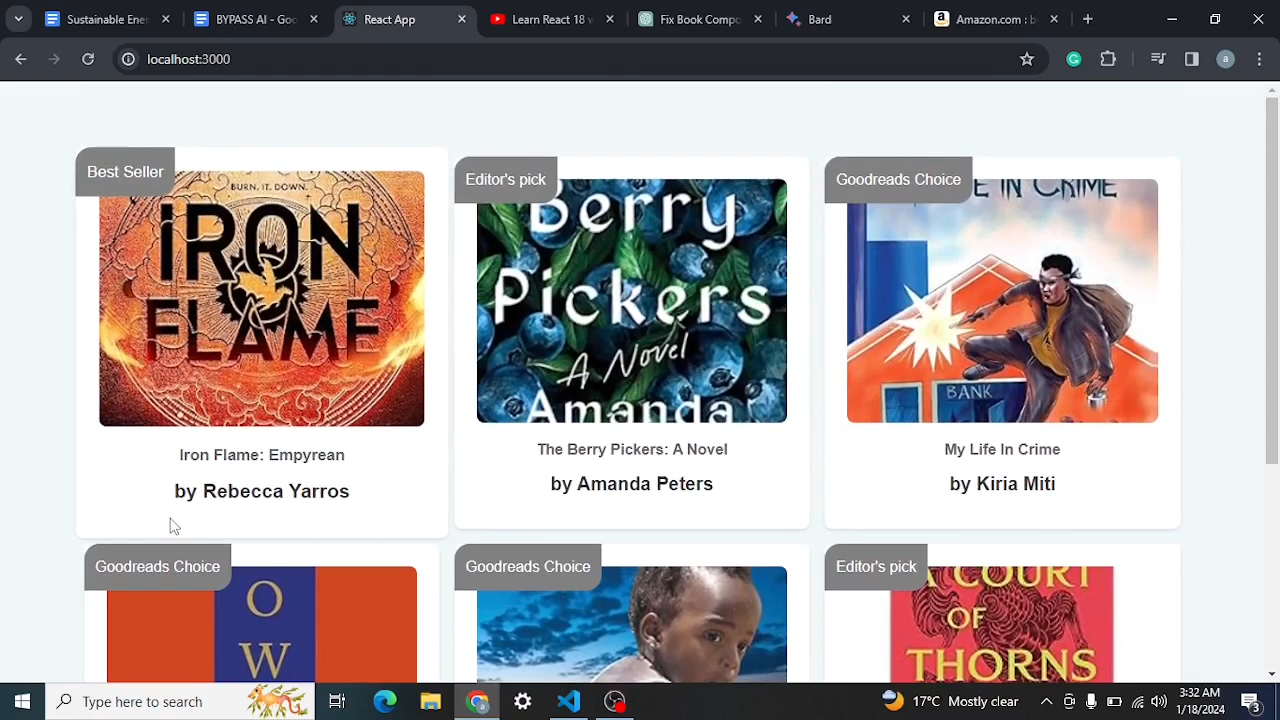 Sustainable Ener
BYPASS AI - Goo
React App
Learn React 18 w
Fix Book Compo
Bard
Amazon.com : b
localhost:3000
a
Best Seller
BURN. IT. DOWN.
IRON
FLAME
Iron Flame: Empyrean
by Rebecca Yarros
Editor's pick
Berry
Pickers
A Novel
Amanda
The Berry Pickers: A Novel
by Amanda Peters
Goodreads Choice
E IN CRIME
BANK
My Life In Crime
by Kiria Miti
Goodreads Choice
O
W
Goodreads Choice
Editor's pick
A COURT
OF
THORNS
Type here to search
17°C Mostly clear
3:32 AM
1/18/2024
3